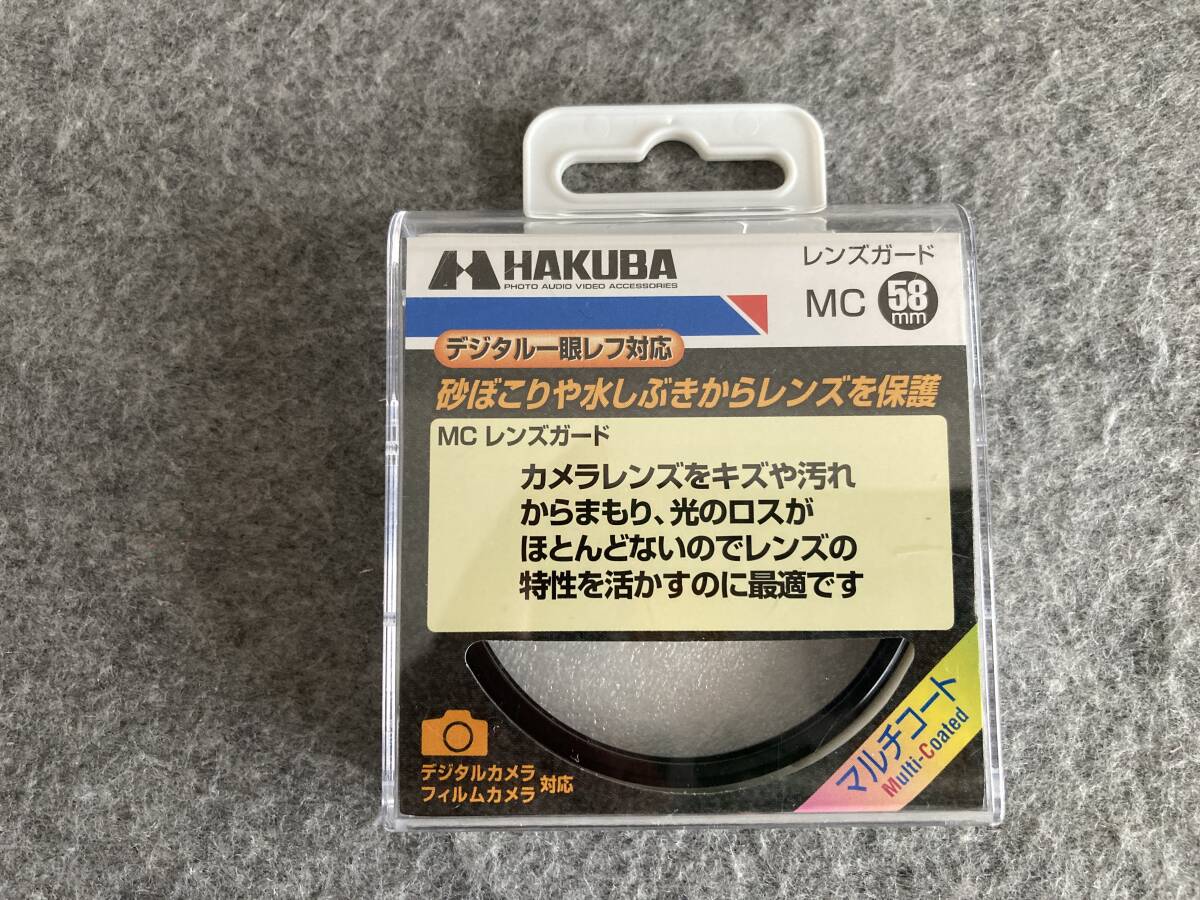 HAKUBA
PHOTO AUDIO VIDEO ACCESSORIES
レンズガード
MC 58mm
デジタル一眼レフ対応
砂ぼこりや水しぶきからレンズを保護
MC レンズガード
カメラレンズをキズや汚れ
からまもり、光のロスが
ほとんどないのでレンズの
特性を活かすのに最適です
マルチコート
Multi-Coated
デジタルカメラ
フィルムカメラ 対応